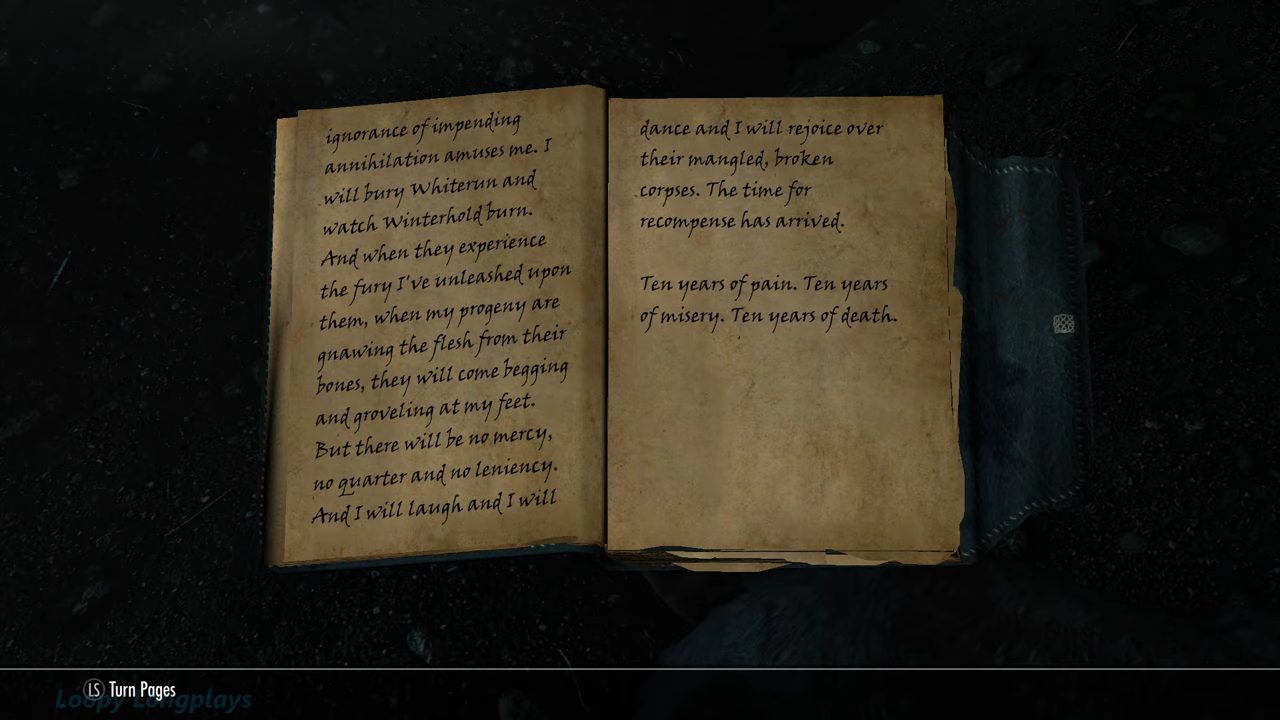 ignorance of impending
annihilation amuses me. I
will bury Whiterun and
watch Winterhold burn.
And when they experience
the fury I've unleashed upon
them, when my progeny are
gnawing the flesh from their
bones, they will come begging
and groveling at my feet.
But there will be no mercy,
no quarter and no leniency.
And I will laugh and I will
dance and I will rejoice over
their mangled, broken
corpses. The time for
recompense has arrived.
Ten years of pain. Ten years
of misery. Ten years of death.
LS Turn Pages
Loopy Longplays